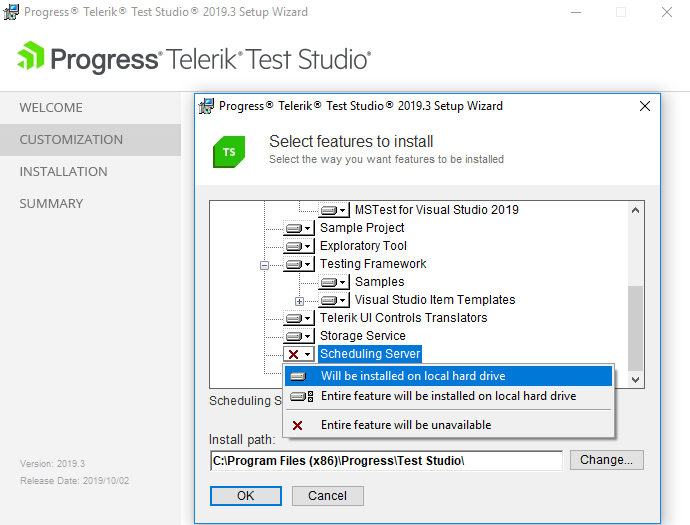 Progress® Telerik® Test Studio® 2019.3 Setup Wizard
Progress® Telerik® Test Studio®
WELCOME
CUSTOMIZATION
INSTALLATION
SUMMARY
Version: 2019.3
Release Date: 2019/10/02
Progress® Telerik® Test Studio® 2019.3 Setup Wizard
TS
Select features to install
Select the way you want features to be installed
MSTest for Visual Studio 2019
Sample Project
Exploratory Tool
Testing Framework
Samples
Visual Studio Item Templates
Telerik UI Controls Translators
Storage Service
Scheduling Server
Will be installed on local hard drive
Entire feature will be installed on local hard drive
Entire feature will be unavailable
Scheduling S
Install path:
C:\Program Files (x86)\Progress\Test Studio\
Change...
OK
Cancel